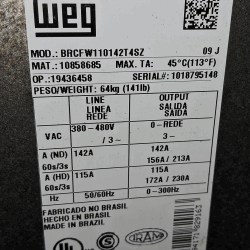 WEG
MOD.: BRCFW110142T4SZ 09 J
MAT.: 10858685 MAX. TA: 45°C(113°F)
OP.: 19436458 SERIAL#: 1018795148
PESO/WEIGHT: 64kg (141lb)
LINE OUTPUT
LINEA SALIDA
REDE SAÍDA
VAC 380-480V 0-REDE
3~ / 3~
A (ND) 142A 142A
60s/3s 156A / 213A
A (HD) 115A 115A
60s/3s 172A / 230A
Hz 50/60Hz 0-300Hz
FABRICADO NO BRASIL
HECHO EN BRASIL
MADE IN BRAZIL
UL
C
S
IRAM